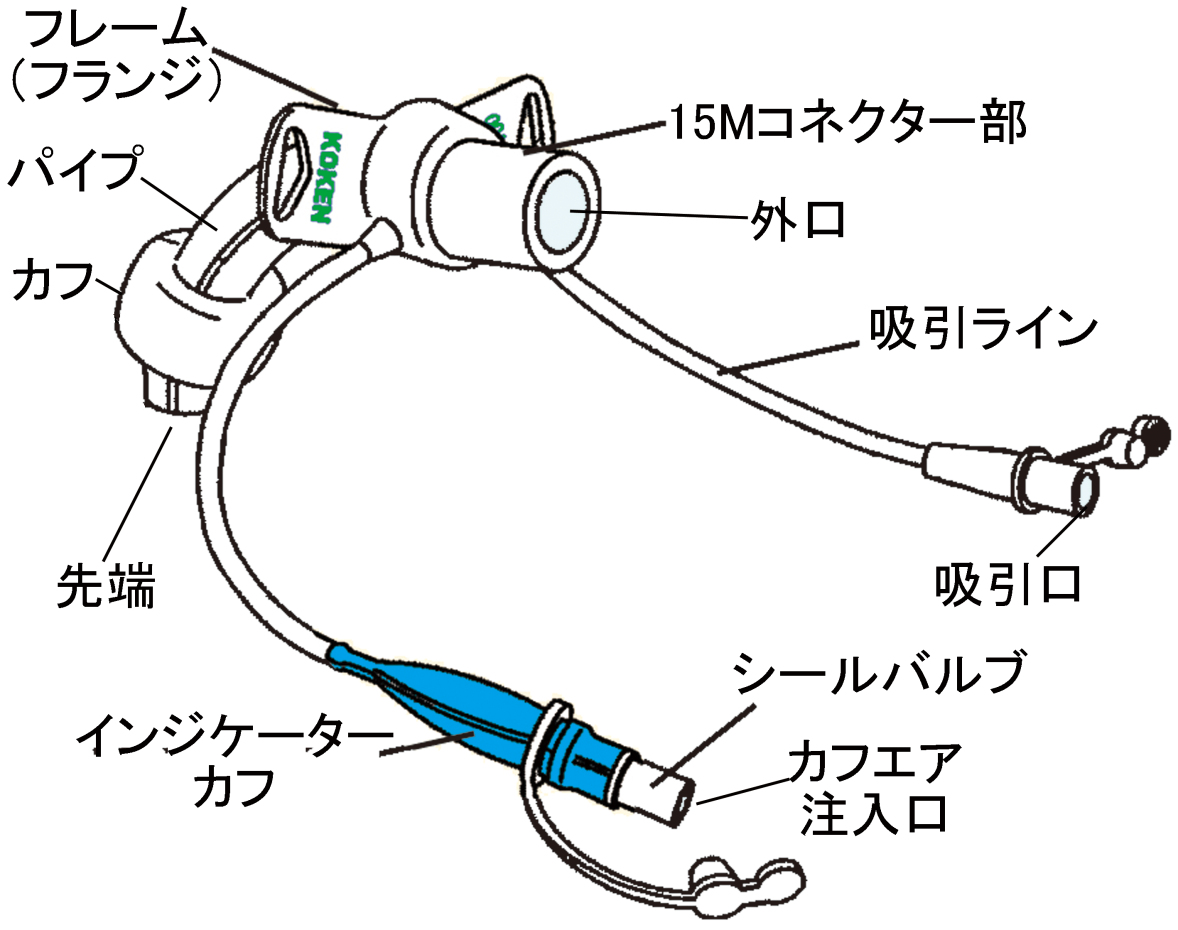 フレーム
（フランジ）
15Mコネクター部
パイプ
KOKEN
外口
カフ
吸引ライン
先端
吸引口
シールバルブ
インジケーター
カフ
カフエア
注入口